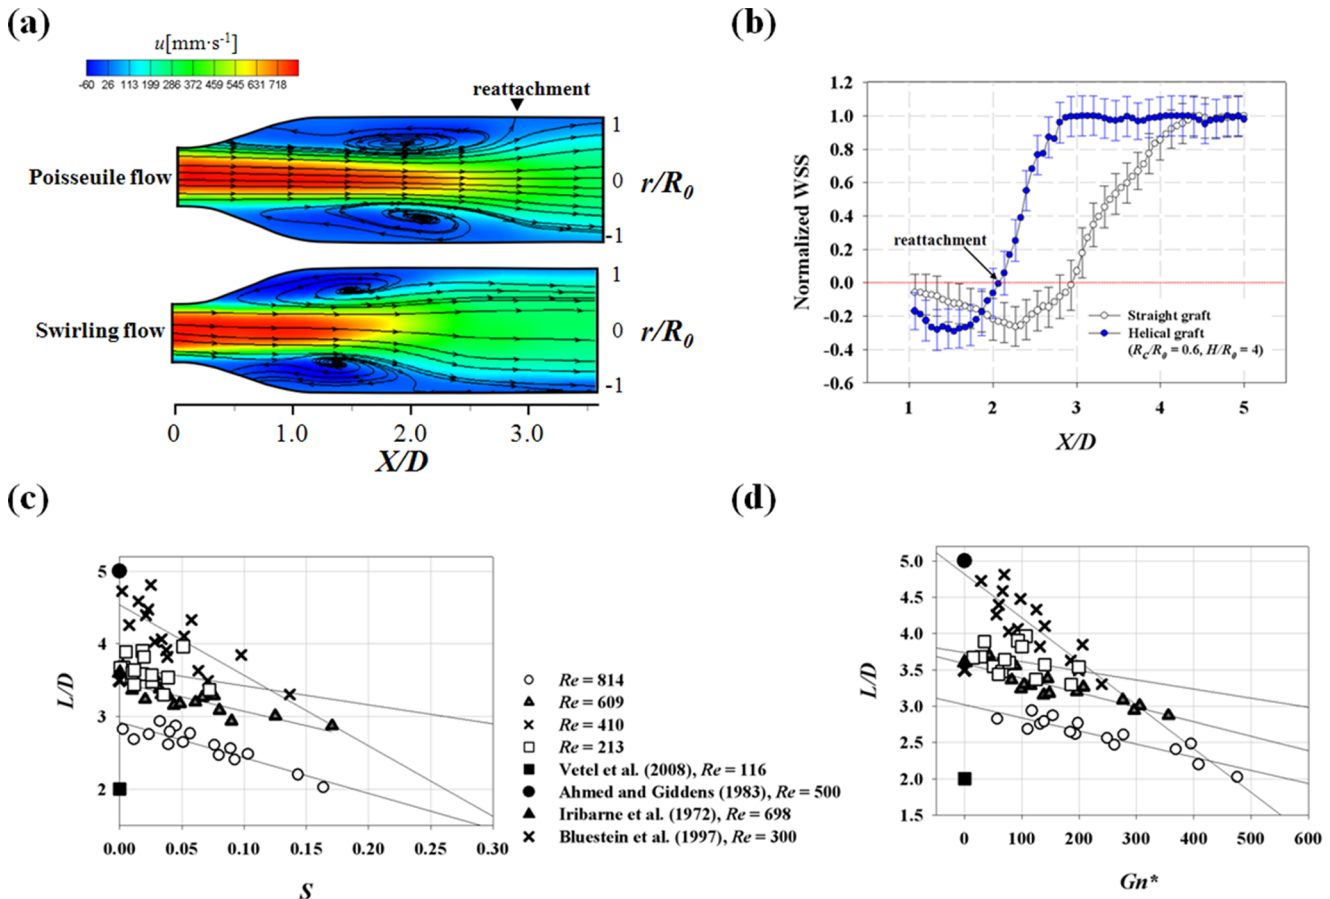 (a)
u[mm·s-1]
-60 26 113 199 286 372 459 545 631 718
reattachment
Poisseuile flow
1
0
-1
r/R0
Swirling flow
1
0
-1
r/R0
0 1.0 2.0 3.0
X/D
(b)
1.2
1.0
0.8
0.6
0.4
0.2
0.0
-0.2
-0.4
-0.6
Normalized WSS
reattachment
Straight graft
Helical graft
(RC/R0 = 0.6, H/R0 = 4)
1 2 3 4 5
X/D
(c)
5
4
3
2
L/D
0.00 0.05 0.10 0.15 0.20 0.25 0.30
S
Re = 814
Re = 609
Re = 410
Re = 213
Vetel et al. (2008), Re = 116
Ahmed and Giddens (1983), Re = 500
Iribarne et al. (1972), Re = 698
Bluestein et al. (1997), Re = 300
(d)
5.0
4.5
4.0
3.5
3.0
2.5
2.0
1.5
L/D
0 100 200 300 400 500 600
Gn*